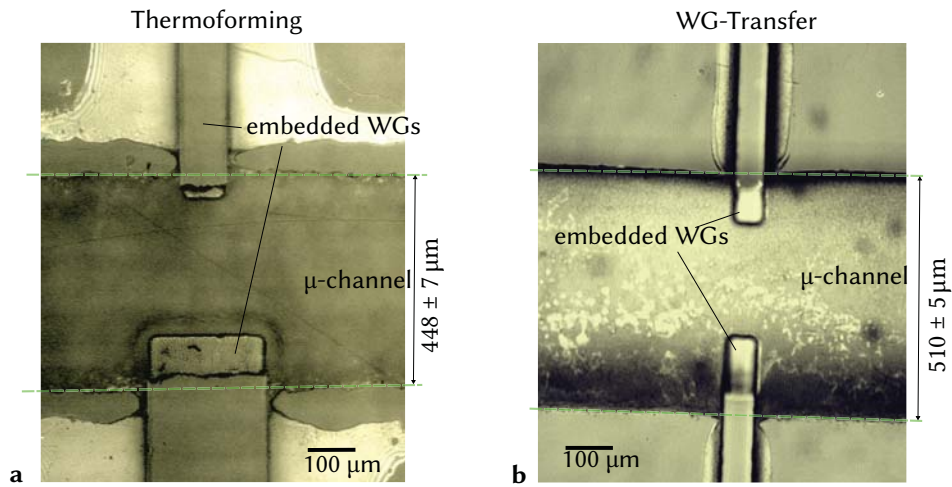 Thermoforming
WG-Transfer
embedded WGs
μ-channel
448 ± 7 μm
100 μm
a
embedded WGs
μ-channel
510 ± 5 μm
100 μm
b